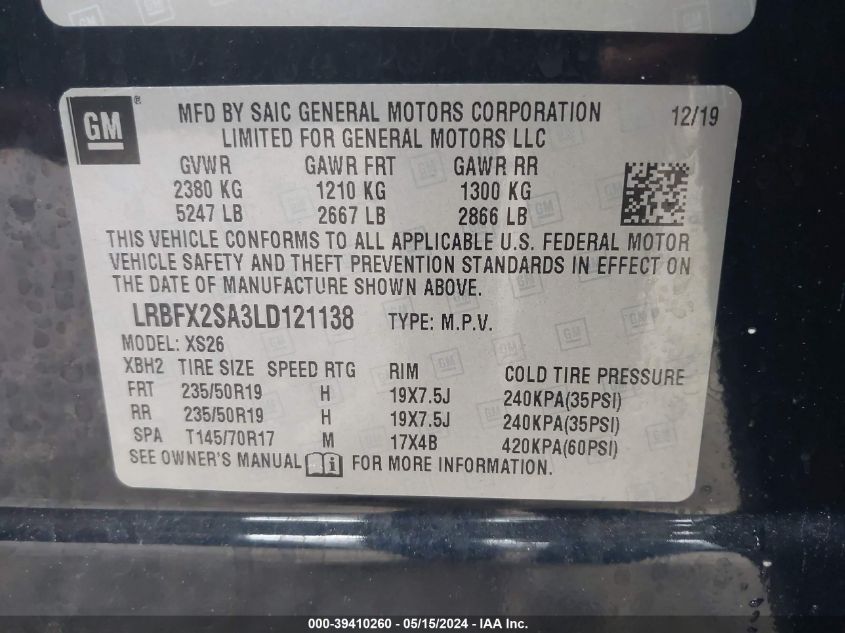 GM ® MFD BY SAIC GENERAL MOTORS CORPORATION 12/19
LIMITED FOR GENERAL MOTORS LLC
GVWR GAWR FRT GAWR RR
2380 KG 1210 KG 1300 KG
5247 LB 2667 LB 2866 LB
THIS VEHICLE CONFORMS TO ALL APPLICABLE U.S. FEDERAL MOTOR
VEHICLE SAFETY AND THEFT PREVENTION STANDARDS IN EFFECT ON
THE DATE OF MANUFACTURE SHOWN ABOVE.
LRBFX2SA3LD121138 TYPE: M.P.V.
MODEL: XS26
XBH2 TIRE SIZE SPEED RTG RIM COLD TIRE PRESSURE
FRT 235/50R19 H 19X7.5J 240KPA(35PSI)
RR 235/50R19 H 19X7.5J 240KPA(35PSI)
SPA T145/70R17 M 17X4B 420KPA(60PSI)
SEE OWNER'S MANUAL FOR MORE INFORMATION.
000-39410260 - 05/15/2024 - IAA Inc.